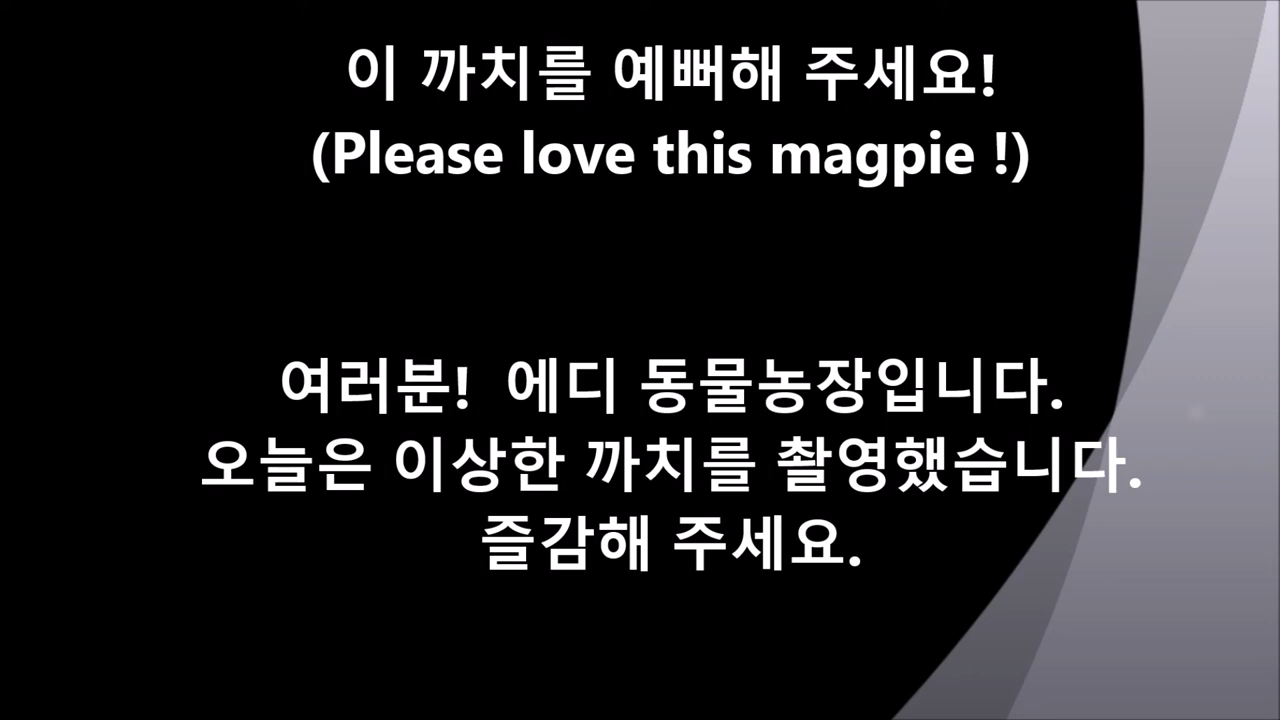 이 까치를 예뻐해 주세요!
(Please love this magpie !)
여러분!  에디 동물농장입니다.
오늘은 이상한 까치를 촬영했습니다.
즐감해 주세요.